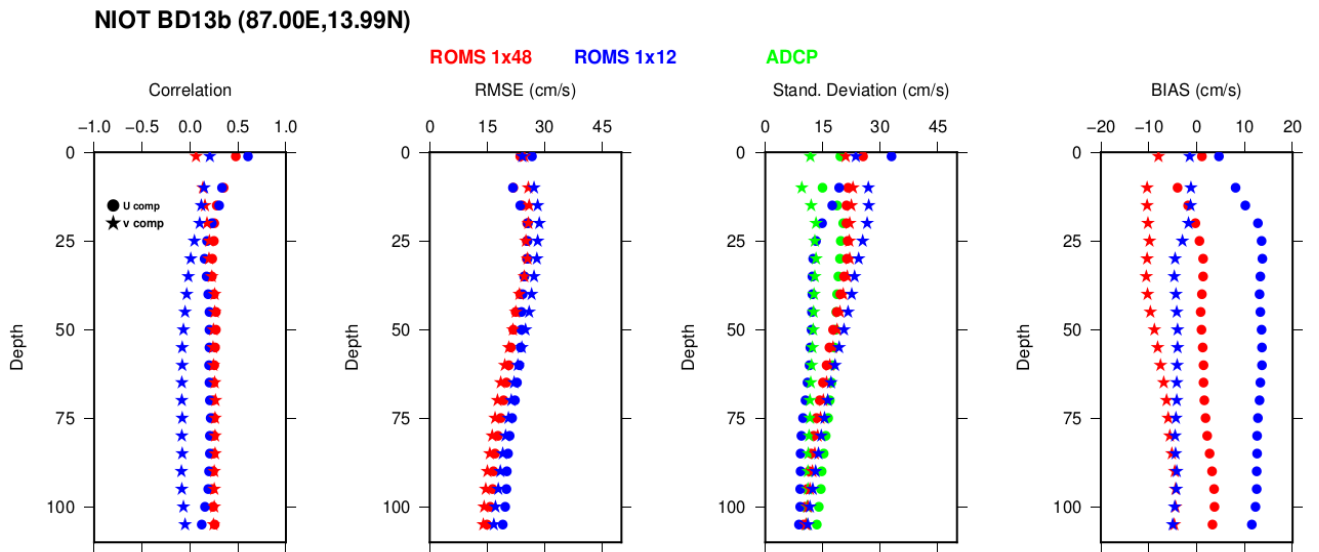 NIOT BD13b (87.00E,13.99N)
ROMS 1x48 ROMS 1x12 ADCP
Correlation RMSE (cm/s) Stand. Deviation (cm/s) BIAS (cm/s)
−1.0 −0.5 0.0 0.5 1.0 0 15 30 45 0 15 30 45 −20 −10 0 10 20
0 0 0 0
U comp
v comp
25 25 25 25
Depth Depth Depth
50 50 50 50
75 75 75 75
100 100 100 100